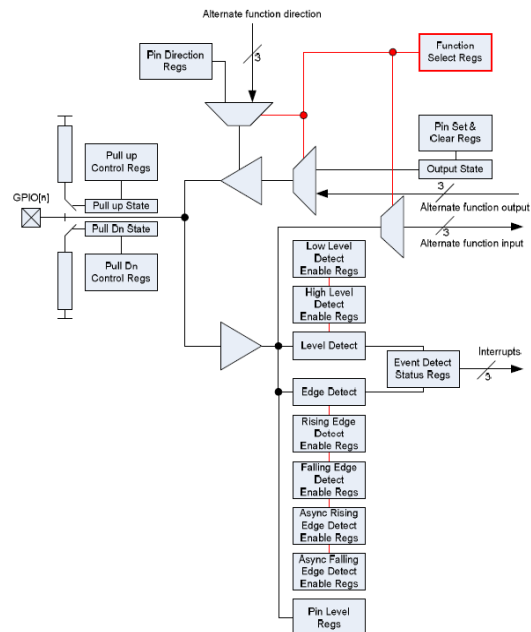 Alternate function direction
3
Pin Direction
Regs
Function
Select Regs
Pin Set &
Clear Regs
Output State
3
Alternate function output
3
Alternate function input
Pull up
Control Regs
Pull up State
GPIO[n]
Pull Dn State
Pull Dn
Control Regs
Low Level
Detect
Enable Regs
High Level
Detect
Enable Regs
Level Detect
Event Detect
Status Regs
Interrupts
3
Edge Detect
Rising Edge
Detect
Enable Regs
Falling Edge
Detect
Enable Regs
Async Rising
Edge Detect
Enable Regs
Async Falling
Edge Detect
Enable Regs
Pin Level
Regs